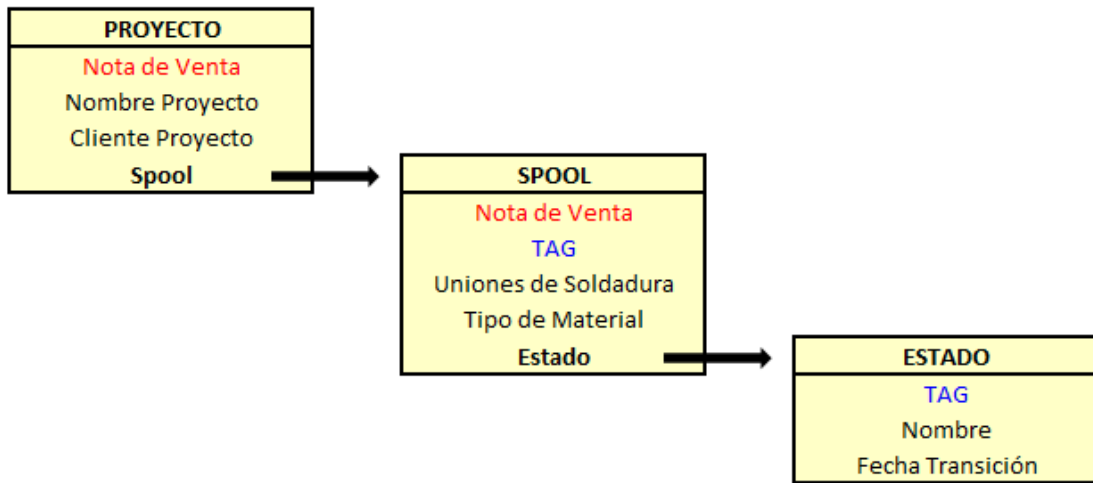 PROYECTO
Nota de Venta
Nombre Proyecto
Cliente Proyecto
Spool
SPOOL
Nota de Venta
TAG
Uniones de Soldadura
Tipo de Material
Estado
ESTADO
TAG
Nombre
Fecha Transición